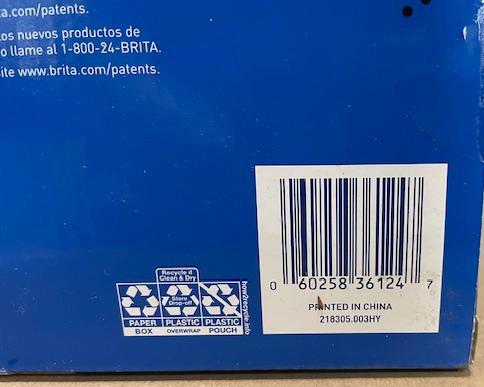 .a.com/patents.
os nuevos productos de
o llame al 1-800-24-BRITA.
ite www.brita.com/patents.
Recycle it
Clean & Dry
Store
Drop-off
PAPER
BOX
PLASTIC
OVERWRAP
PLASTIC
POUCH
how2recycle.info
0 60258 36124 7
PRINTED IN CHINA
218305.003HY